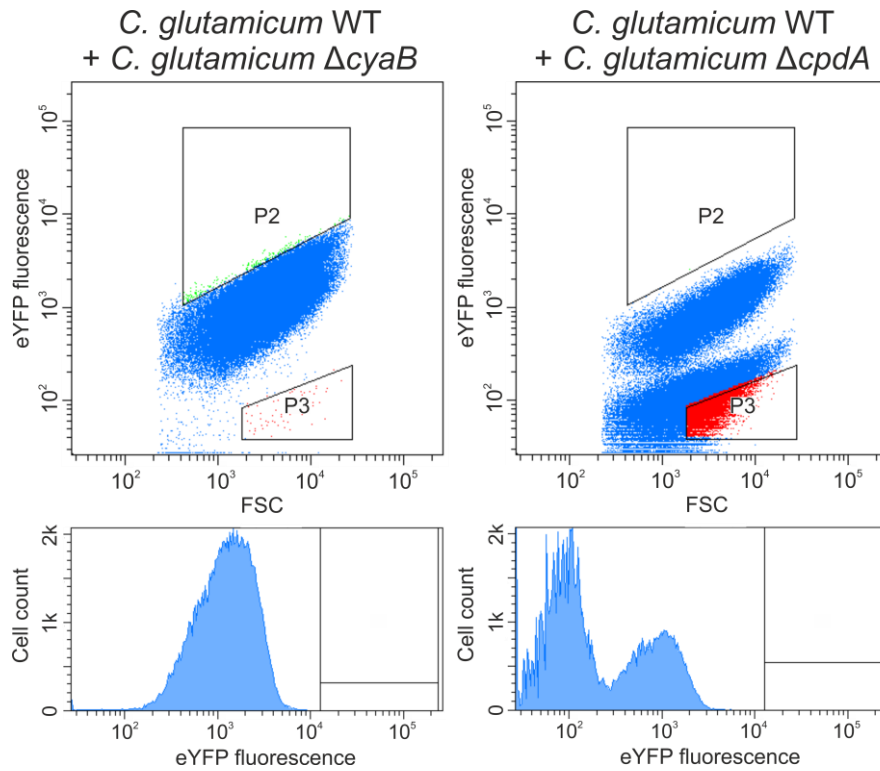 C. glutamicum WT
+ C. glutamicum ΔcyaB
eYFP fluorescence
10⁵
10⁴
10³
10²
P2
P3
10² 10³ 10⁴ 10⁵
FSC
Cell count
2k
1k
0
10² 10³ 10⁴ 10⁵
eYFP fluorescence
C. glutamicum WT
+ C. glutamicum ΔcpdA
eYFP fluorescence
10⁵
10⁴
10³
10²
P2
P3
10² 10³ 10⁴ 10⁵
FSC
Cell count
2k
1k
0
10² 10³ 10⁴ 10⁵
eYFP fluorescence